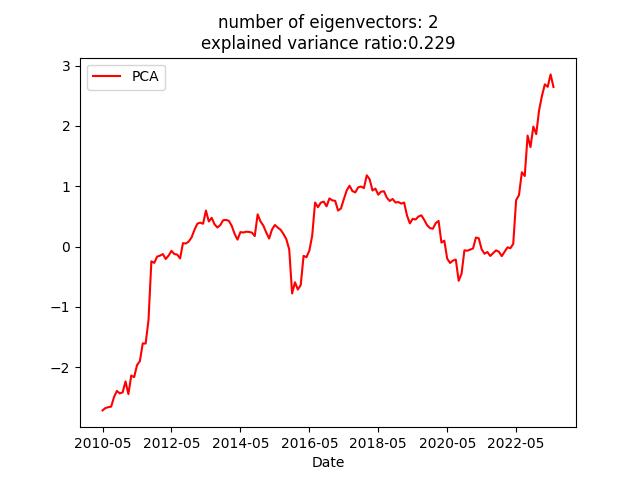 number of eigenvectors: 2
explained variance ratio:0.229
PCA
3
2
1
0
−1
−2
2010-05 2012-05 2014-05 2016-05 2018-05 2020-05 2022-05
Date